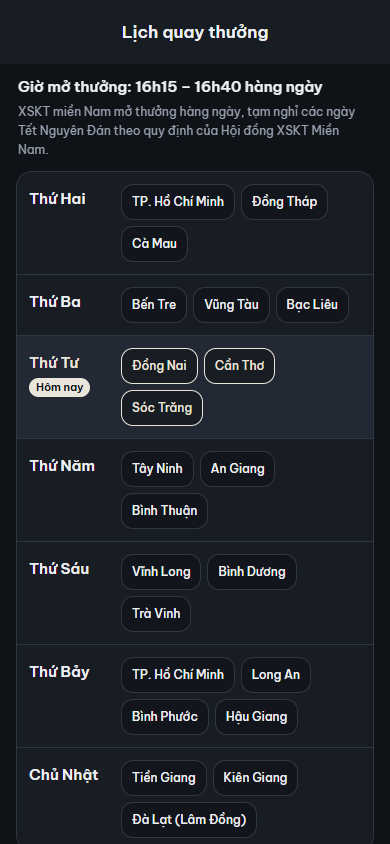 Lịch quay thưởng
Giờ mở thưởng: 16h15 – 16h40 hàng ngày
XSKT miền Nam mở thưởng hàng ngày, tạm nghỉ các ngày
Tết Nguyên Đán theo quy định của Hội đồng XSKT Miền
Nam.
Thứ Hai
TP. Hồ Chí Minh
Đồng Tháp
Cà Mau
Thứ Ba
Bến Tre
Vũng Tàu
Bạc Liêu
Thứ Tư
Hôm nay
Đồng Nai
Cần Thơ
Sóc Trăng
Thứ Năm
Tây Ninh
An Giang
Bình Thuận
Thứ Sáu
Vĩnh Long
Bình Dương
Trà Vinh
Thứ Bảy
TP. Hồ Chí Minh
Long An
Bình Phước
Hậu Giang
Chủ Nhật
Tiền Giang
Kiên Giang
Đà Lạt (Lâm Đồng)